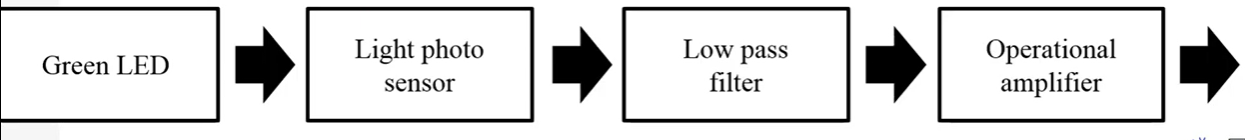 Green LED
Light photo
sensor
Low pass
filter
Operational
amplifier